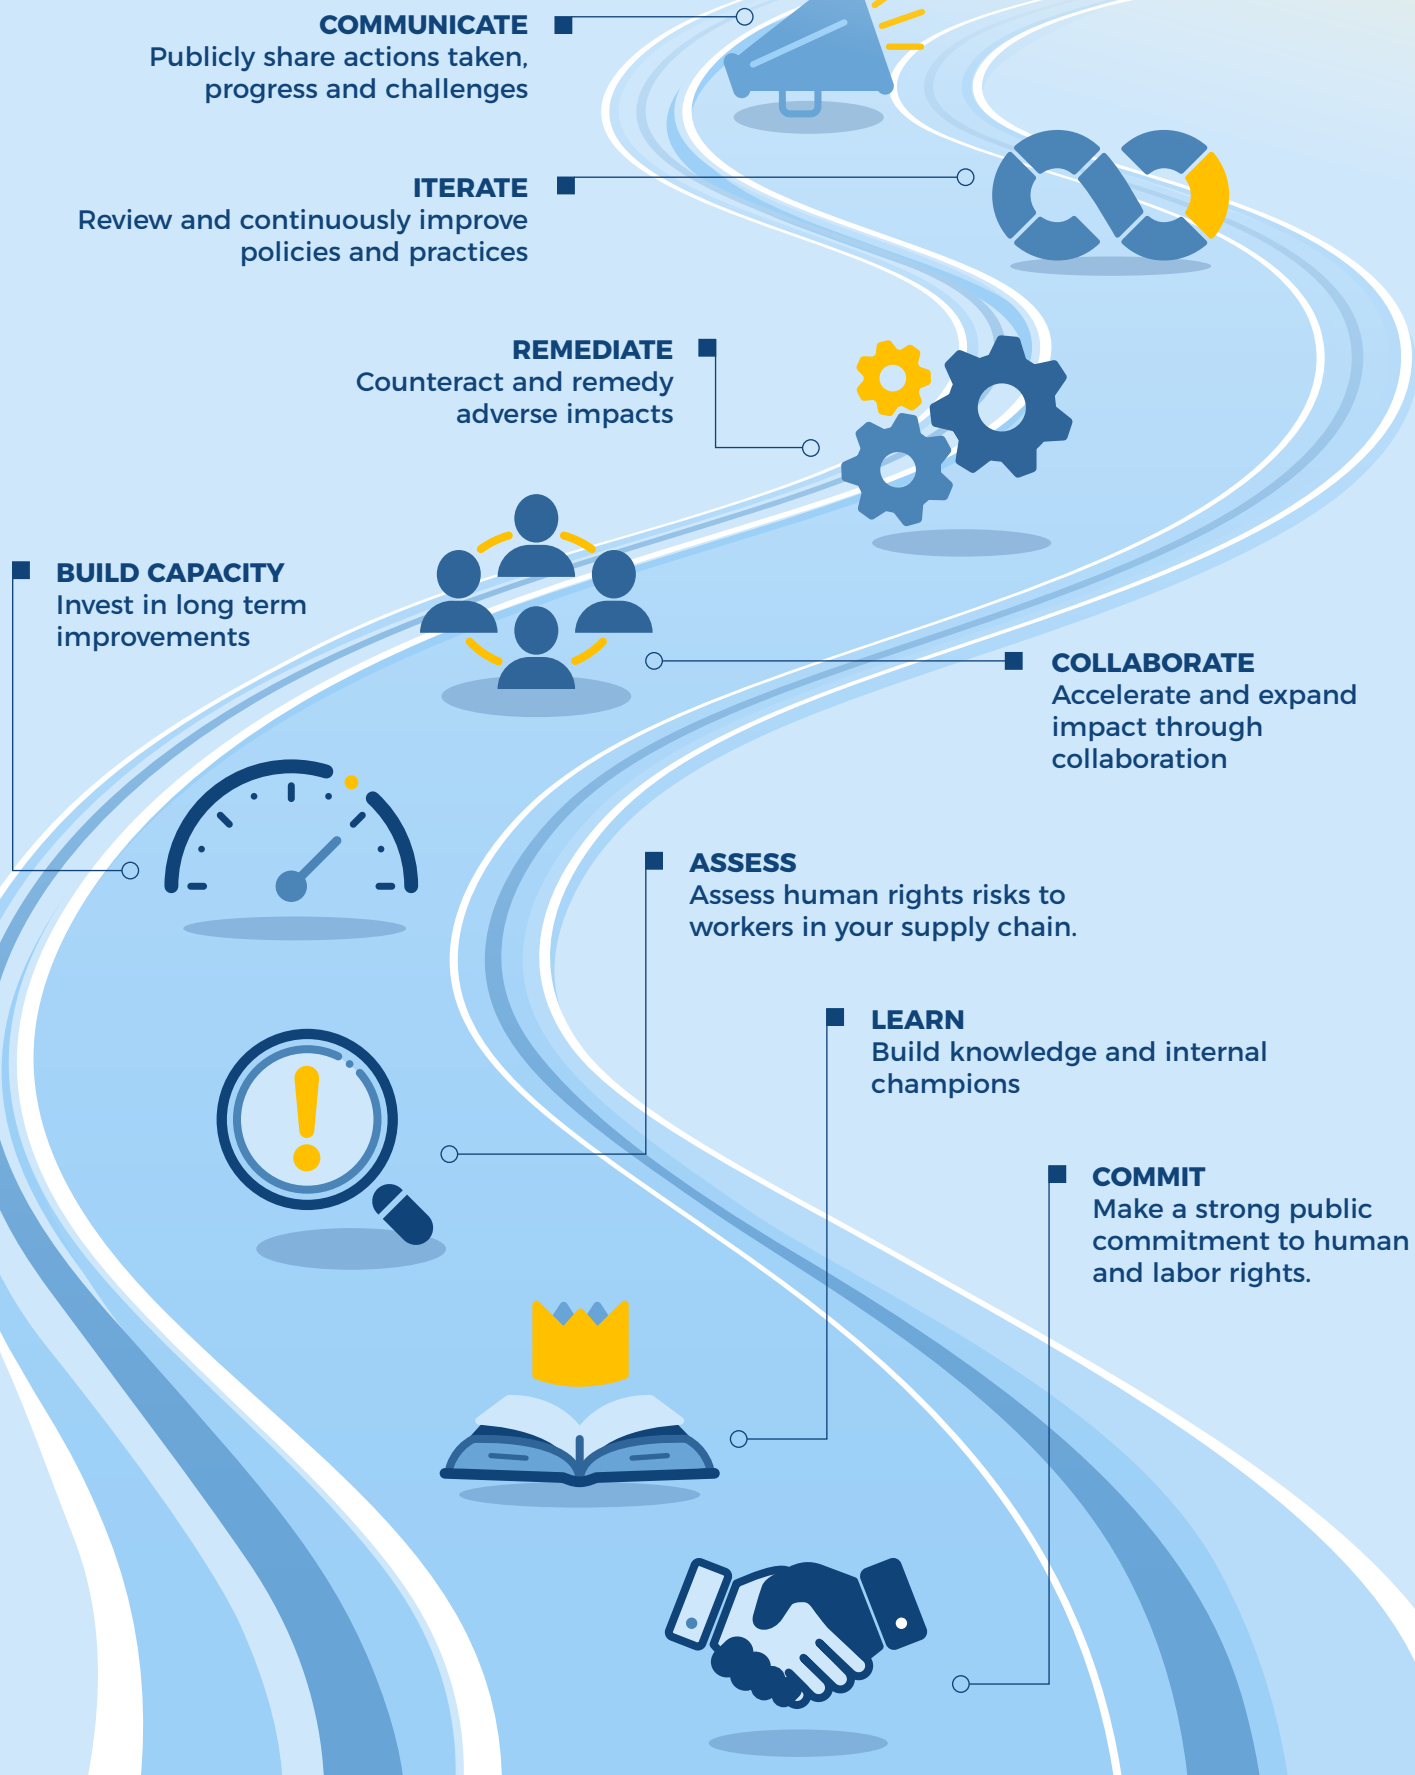 COMMUNICATE
Publicly share actions taken,
progress and challenges
ITERATE
Review and continuously improve
policies and practices
REMEDIATE
Counteract and remedy
adverse impacts
BUILD CAPACITY
Invest in long term
improvements
COLLABORATE
Accelerate and expand
impact through
collaboration
ASSESS
Assess human rights risks to
workers in your supply chain.
LEARN
Build knowledge and internal
champions
COMMIT
Make a strong public
commitment to human
and labor rights.